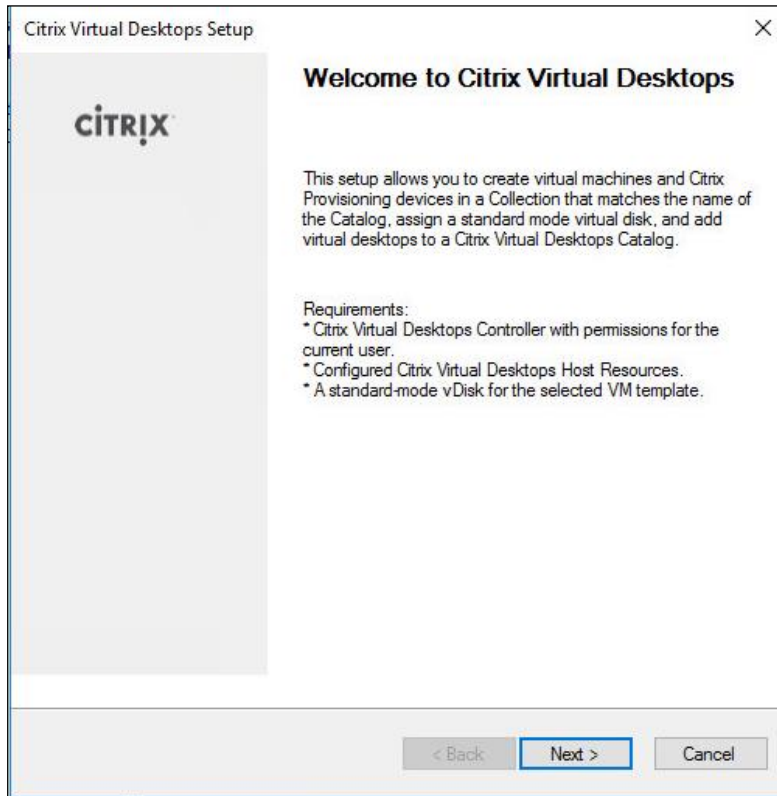 Citrix Virtual Desktops Setup
Welcome to Citrix Virtual Desktops
CITRIX
This setup allows you to create virtual machines and Citrix
Provisioning devices in a Collection that matches the name of
the Catalog, assign a standard mode virtual disk, and add
virtual desktops to a Citrix Virtual Desktops Catalog.
Requirements:
* Citrix Virtual Desktops Controller with permissions for the
current user.
* Configured Citrix Virtual Desktops Host Resources.
* A standard-mode vDisk for the selected VM template.
< Back Next > Cancel